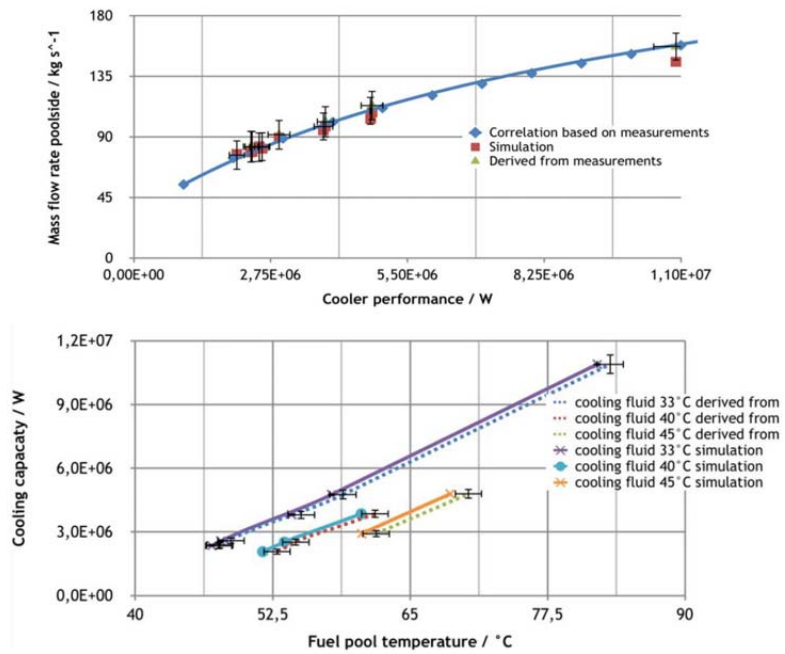 180
135
90
45
0
Mass flow rate poolside / kg s^-1
Correlation based on measurements
Simulation
Derived from measurements
0,00E+00
2,75E+06
5,50E+06
8,25E+06
1,10E+07
Cooler performance / W
1,2E+07
9,0E+06
6,0E+06
3,0E+06
0,0E+00
Cooling capacaty / W
cooling fluid 33°C derived from
cooling fluid 40°C derived from
cooling fluid 45°C derived from
cooling fluid 33°C simulation
cooling fluid 40°C simulation
cooling fluid 45°C simulation
40
52,5
65
77,5
90
Fuel pool temperature / °C